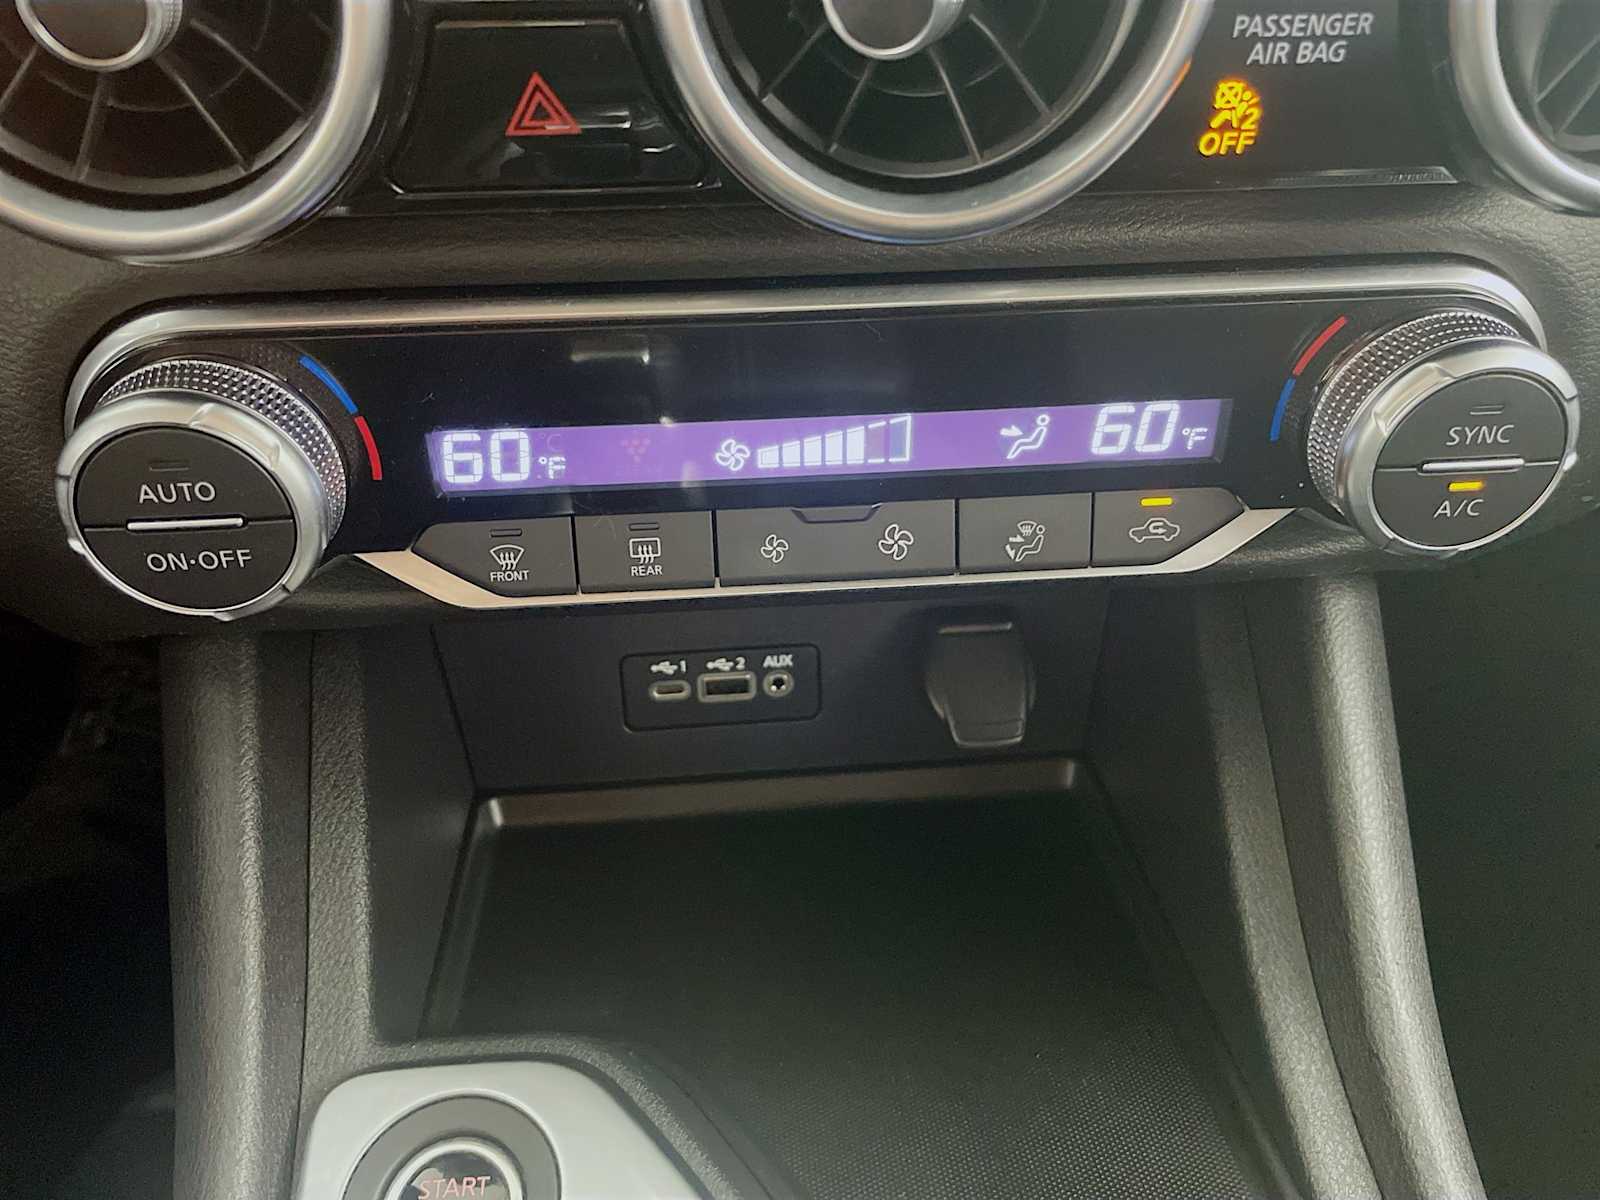 PASSENGER
AIR BAG
2
OFF
60°F
60°F
AUTO
ON·OFF
SYNC
A/C
FRONT
REAR
1
2
AUX
START